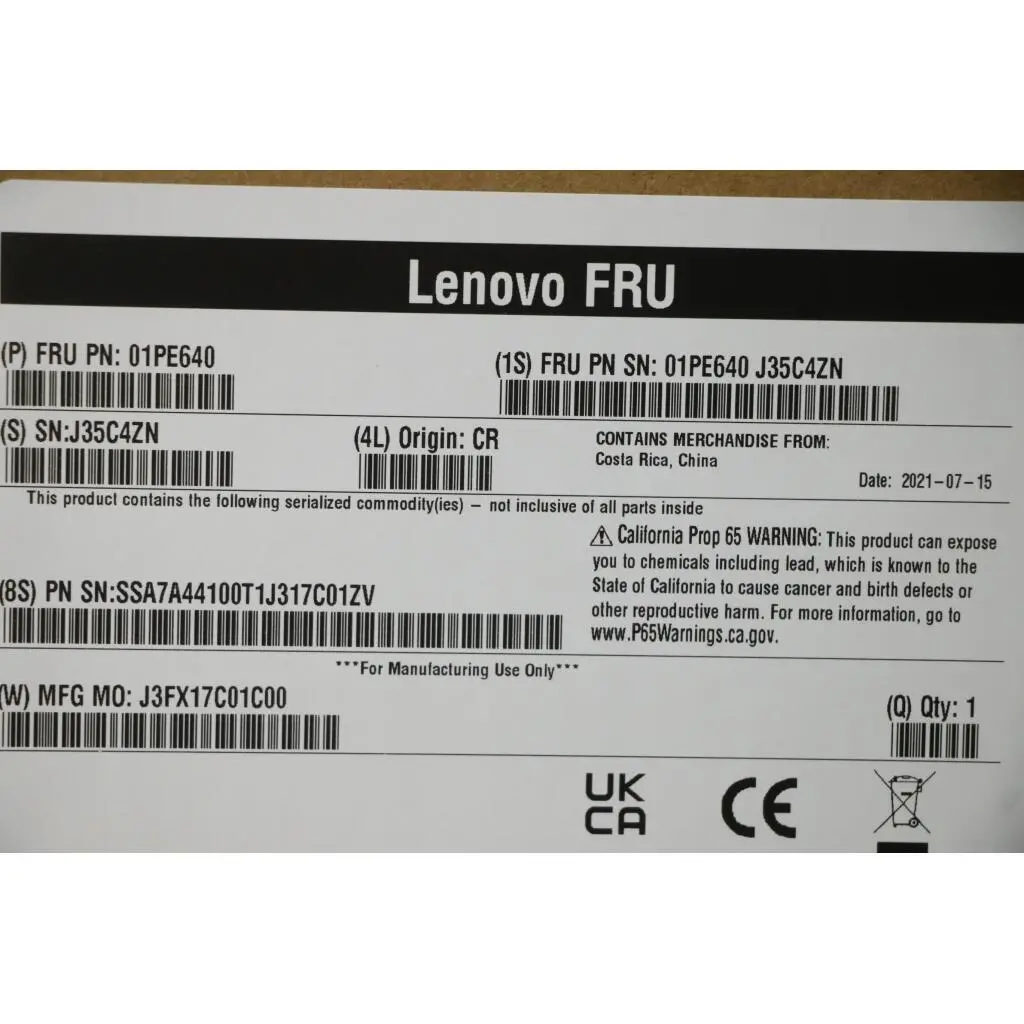 Lenovo FRU
(P) FRU PN: 01PE640
(1S) FRU PN SN: 01PE640 J35C4ZN
(S) SN:J35C4ZN
(4L) Origin: CR
CONTAINS MERCHANDISE FROM:
Costa Rica, China
Date: 2021-07-15
This product contains the following serialized commodity(ies) – not inclusive of all parts inside
⚠ California Prop 65 WARNING: This product can expose
you to chemicals including lead, which is known to the
State of California to cause cancer and birth defects or
other reproductive harm. For more information, go to
www.P65Warnings.ca.gov.
(8S) PN SN:SSA7A44100T1J317C01ZV
***For Manufacturing Use Only***
(W) MFG MO: J3FX17C01C00
(Q) Qty: 1
UK
CA
CE